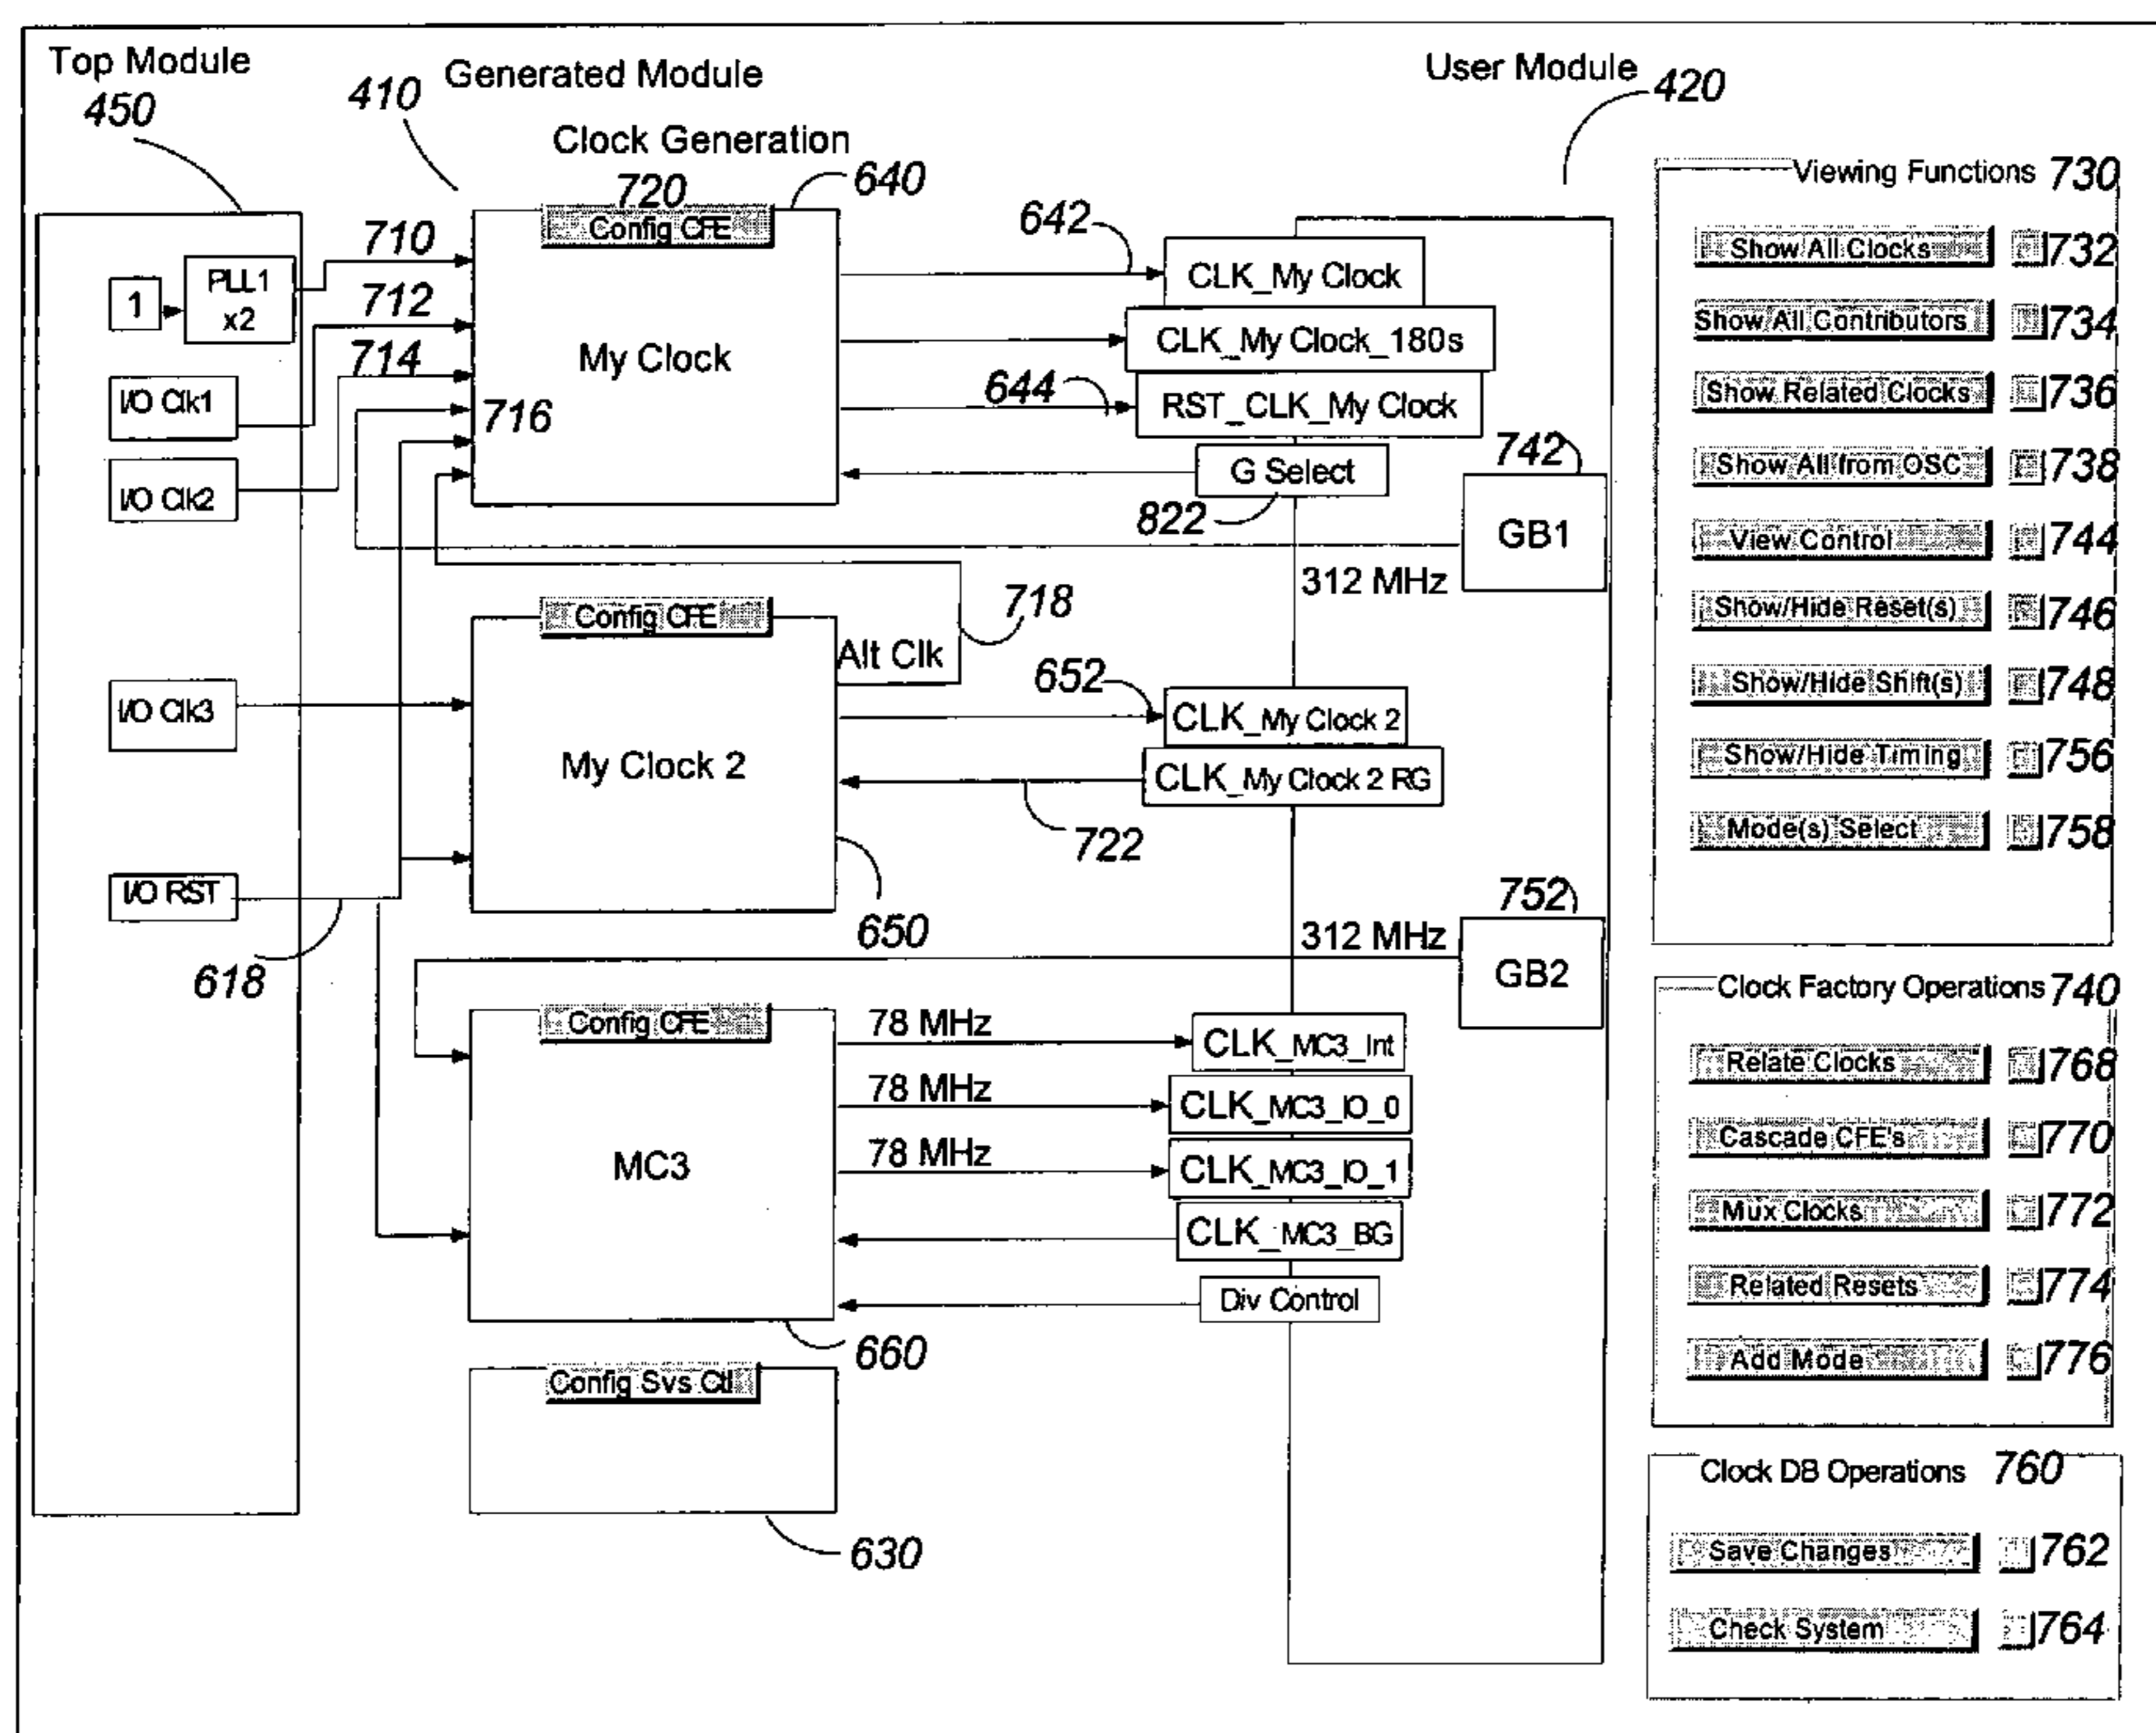 Top Module
450
410
Generated Module
User Module
420
Clock Generation
720
640
Config CFE
710
712
714
716
1
PLL1
x2
I/O Clk1
I/O Clk2
I/O Clk3
I/O RST
618
My Clock
642
CLK_My Clock
CLK_My Clock_180s
644
RST_CLK_My Clock
G Select
822
742
GB1
312 MHz
718
Config CFE
Alt Clk
My Clock 2
652
CLK_My Clock 2
CLK_My Clock 2 RG
722
650
752
312 MHz
GB2
Config CFE
MC3
78 MHz
CLK_MC3_Int
78 MHz
CLK_MC3_IO_0
78 MHz
CLK_MC3_IO_1
CLK_MC3_BG
Div Control
660
Config Svs Ctl
630
Viewing Functions 730
Show All Clocks 732
Show All Contributors 734
Show Related Clocks 736
Show All from OSC 738
View Control 744
Show/Hide Reset(s) 746
Show/Hide Shift(s) 748
Show/Hide Timing 756
Mode(s) Select 758
Clock Factory Operations 740
Relate Clocks 768
Cascade CFE's 770
Mux Clocks 772
Related Resets 774
Add Mode 776
Clock DB Operations 760
Save Changes 762
Check System 764